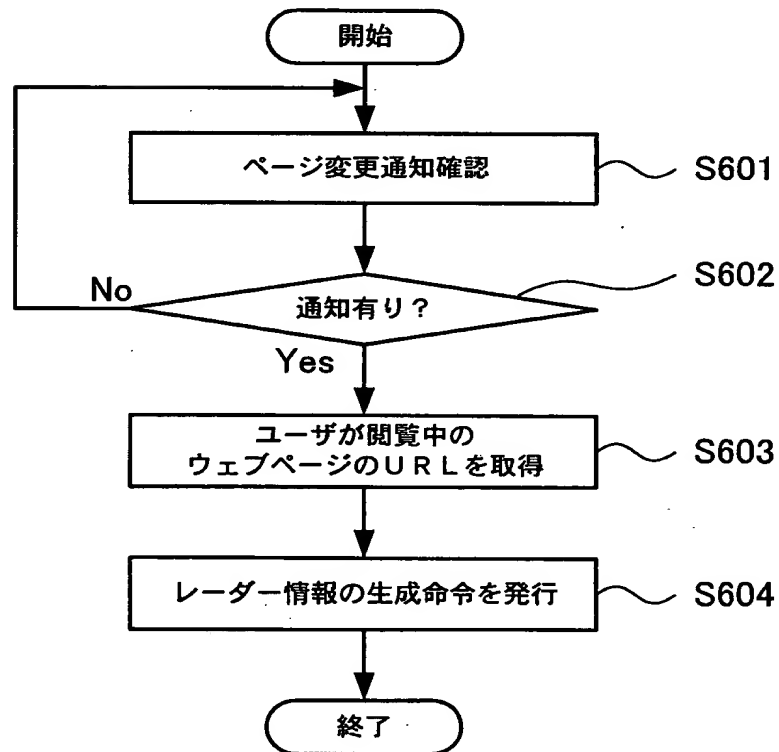 開始
ページ変更通知確認
S601
通知有り？
S602
No
Yes
ユーザが閲覧中の
ウェブページのＵＲＬを取得
S603
レーダー情報の生成命令を発行
S604
終了